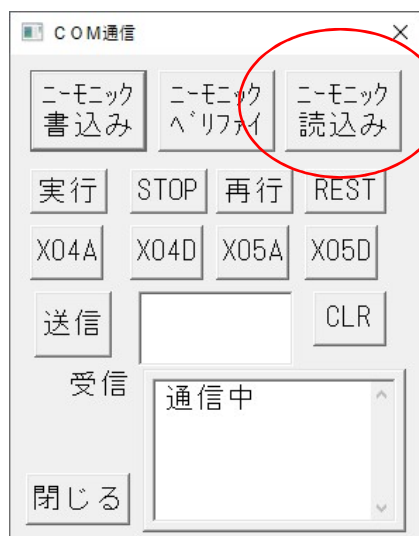 COM通信
ニーモニック
書込み
ニーモニック
ベリファイ
ニーモニック
読込み
実行
STOP
再行
REST
X04A
X04D
X05A
X05D
送信
CLR
受信
通信中
閉じる